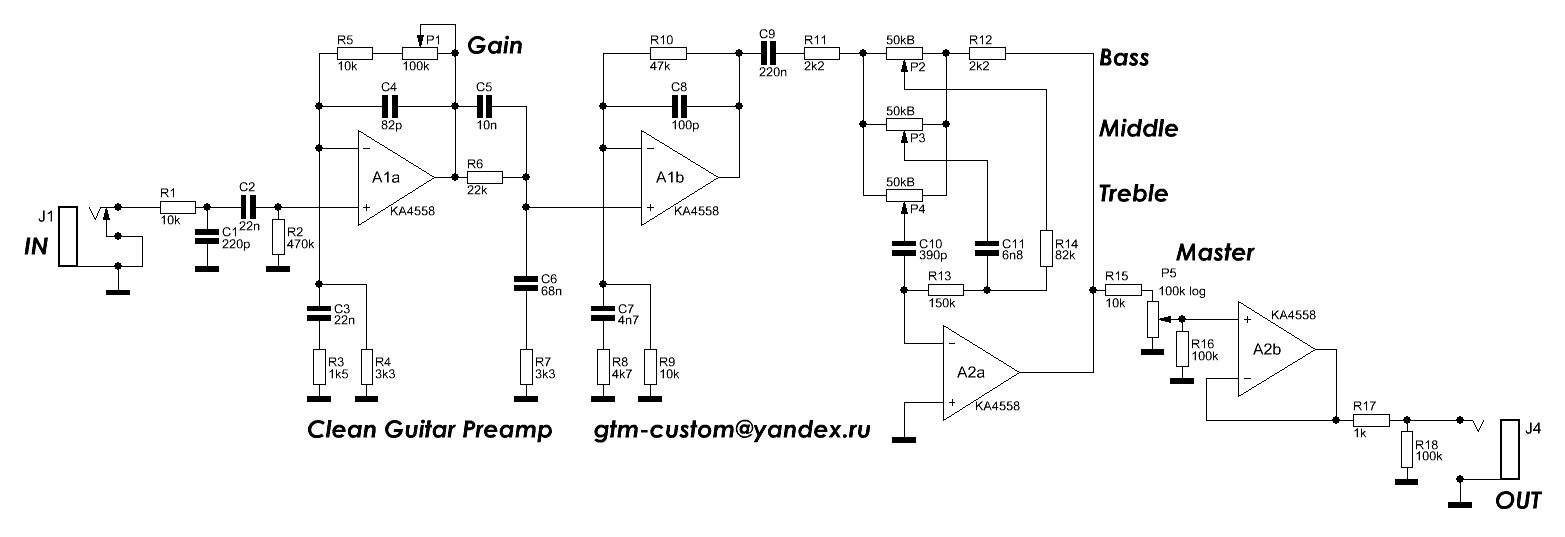 R5
10k
P1
100k
Gain
C4
82p
C5
10n
A1a
KA4558
R6
22k
J1
IN
R1
10k
C1
220p
C2
22n
R2
470k
C3
22n
R3
1k5
R4
3k3
C6
68n
R7
3k3
R10
47k
C8
100p
A1b
KA4558
C7
4n7
R8
4k7
R9
10k
C9
220n
R11
2k2
50kB
P2
R12
2k2
Bass
50kB
P3
Middle
50kB
P4
Treble
C10
390p
C11
6n8
R14
82k
R13
150k
A2a
KA4558
R15
10k
Master
P5
100k log
R16
100k
KA4558
A2b
R17
1k
R18
100k
J4
OUT
Clean Guitar Preamp
gtm-custom@yandex.ru